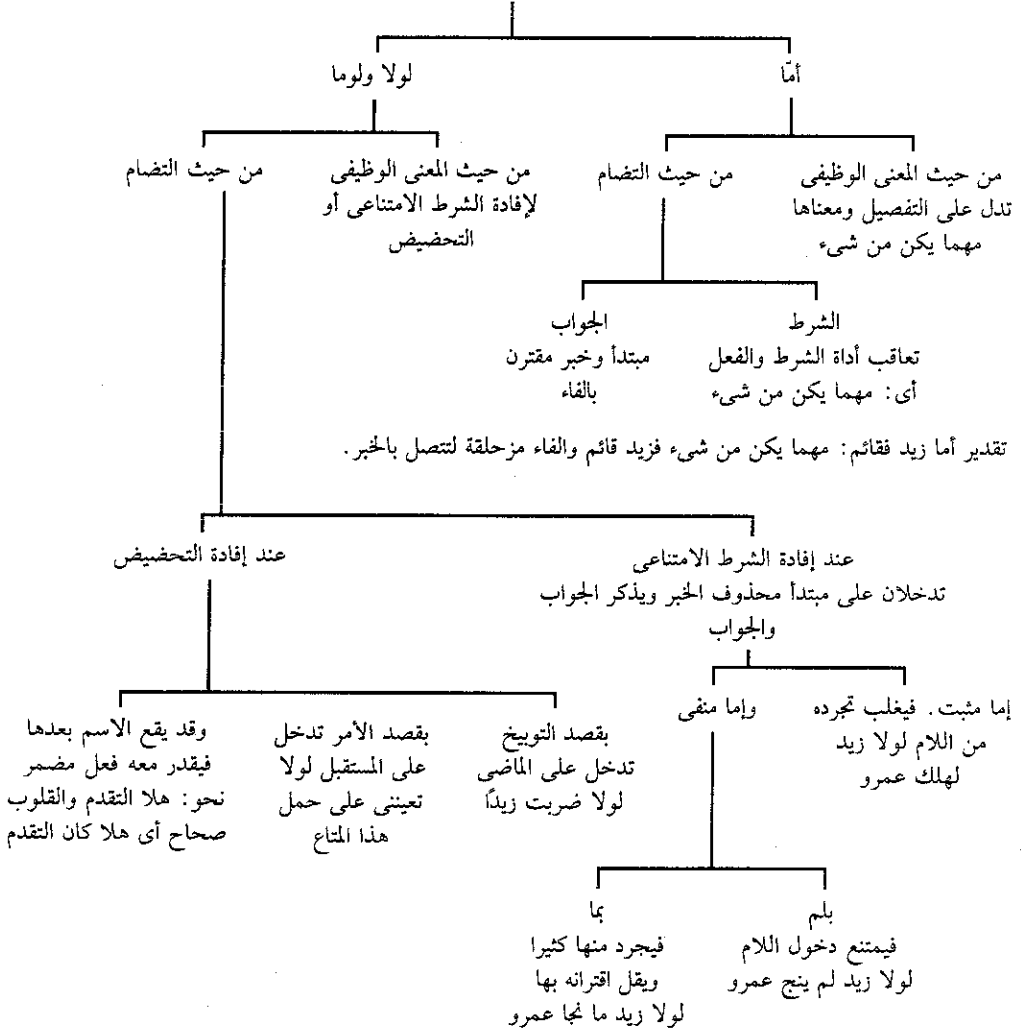 أمّا
لولا ولوما
من حيث المعنى الوظيفى
تدل على التفصيل ومعناها
مهما يكن من شىء
من حيث التضام
من حيث المعنى الوظيفى
لإفادة الشرط الامتناعى أو
التحضيض
من حيث التضام
الشرط
تعاقب أداة الشرط والفعل
أى: مهما يكن من شىء
الجواب
مبتدأ وخبر مقترن
بالفاء
تقدير أما زيد فقائم: مهما يكن من شىء فزيد قائم والفاء مزحلقة لتتصل بالخبر.
عند إفادة الشرط الامتناعى
تدخلان على مبتدأ محذوف الخبر ويذكر الجواب
والجواب
عند إفادة التحضيض
إما مثبت. فيغلب تجرده
من اللام لولا زيد
لهلك عمرو
وإما منفى
بقصد التوبيخ
تدخل على الماضى
لولا ضربت زيدًا
بقصد الأمر تدخل
على المستقبل لولا
تعيننى على حمل
هذا المتاع
وقد يقع الاسم بعدها
فيقدر معه فعل مضمر
نحو: هلا التقدم والقلوب
صحاح أى هلا كان التقدم
بلم
فيمتنع دخول اللام
لولا زيد لم ينج عمرو
بما
فيجرد منها كثيرا
ويقل اقترانه بها
لولا زيد ما نجا عمرو